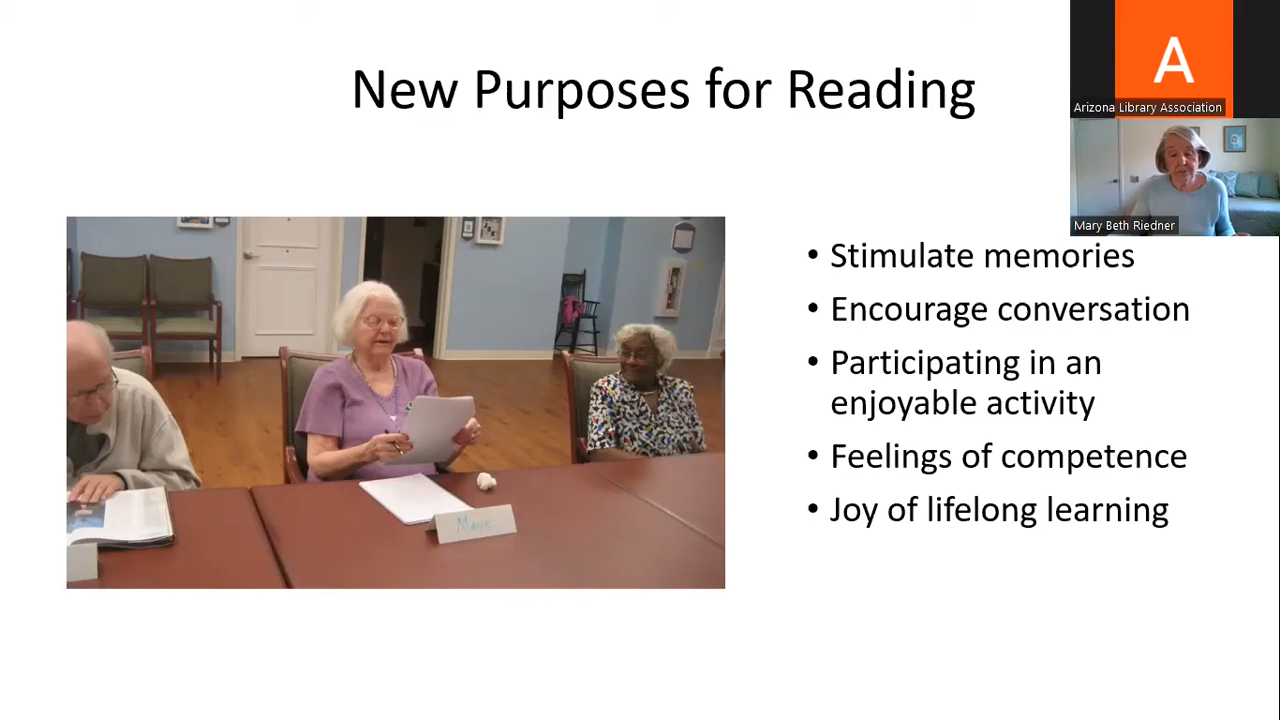 New Purposes for Reading
A
Arizona Library Association
Mary Beth Riedner
• Stimulate memories
• Encourage conversation
• Participating in an
enjoyable activity
• Feelings of competence
• Joy of lifelong learning
Maye